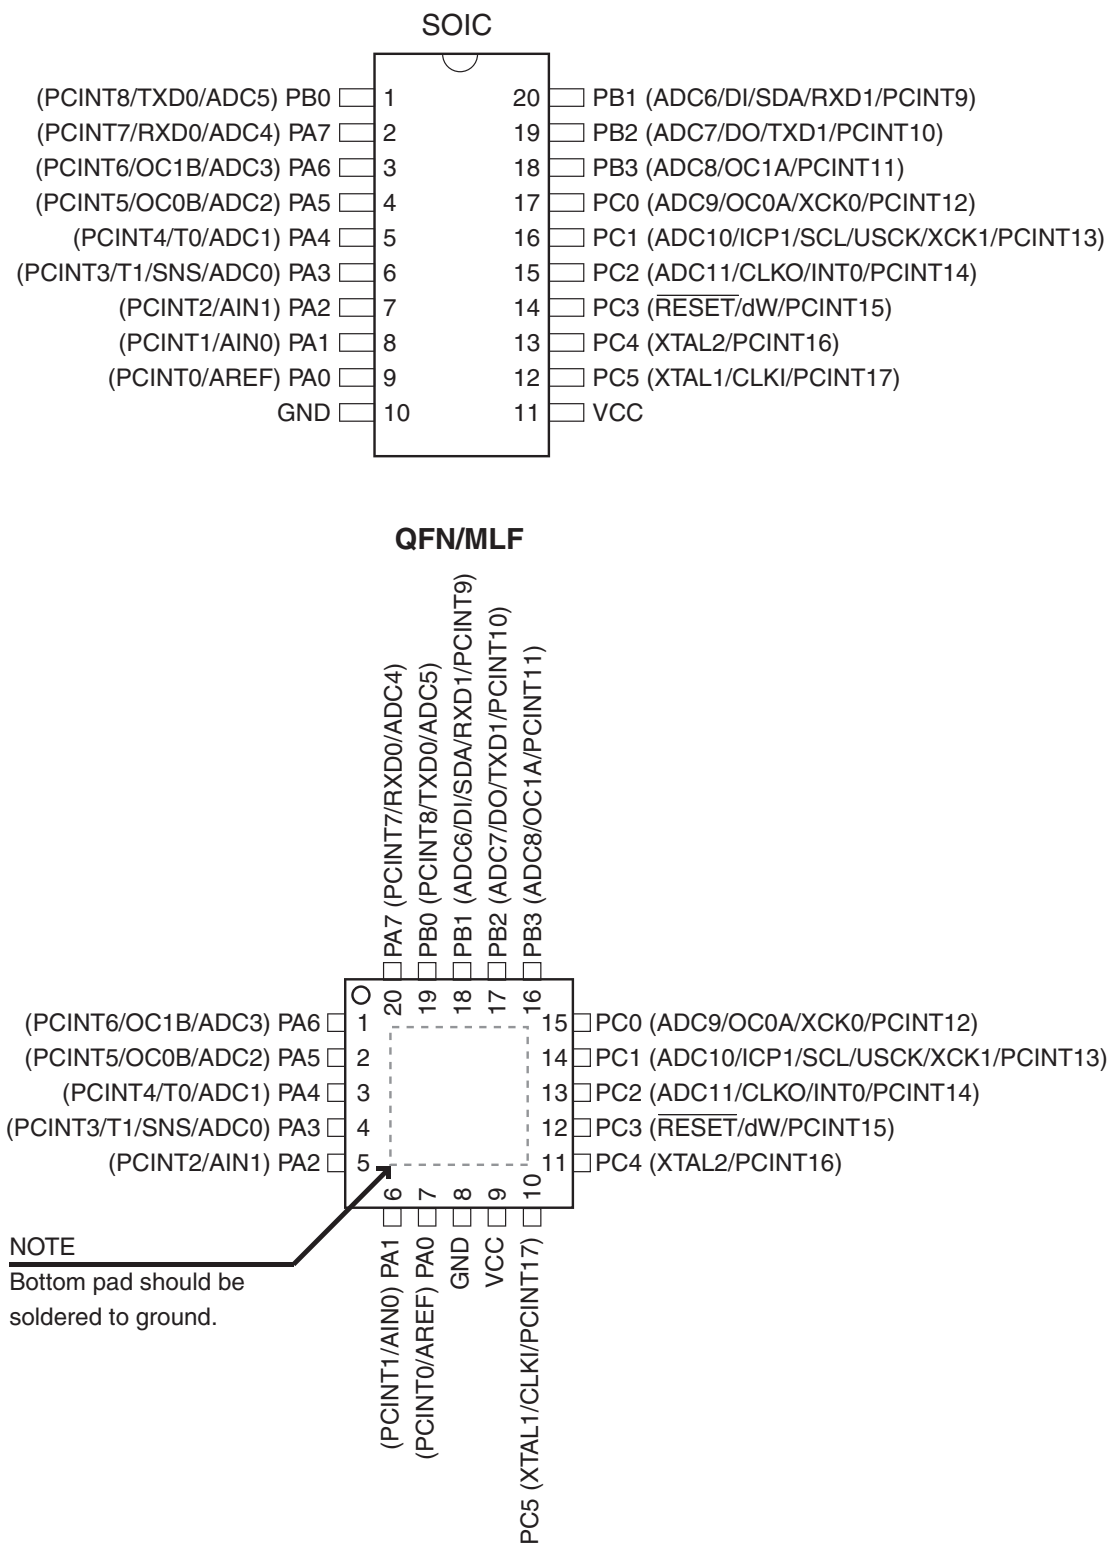 SOIC
(PCINT8/TXD0/ADC5) PB0 1 20 PB1 (ADC6/DI/SDA/RXD1/PCINT9)
(PCINT7/RXD0/ADC4) PA7 2 19 PB2 (ADC7/DO/TXD1/PCINT10)
(PCINT6/OC1B/ADC3) PA6 3 18 PB3 (ADC8/OC1A/PCINT11)
(PCINT5/OC0B/ADC2) PA5 4 17 PC0 (ADC9/OC0A/XCK0/PCINT12)
(PCINT4/T0/ADC1) PA4 5 16 PC1 (ADC10/ICP1/SCL/USCK/XCK1/PCINT13)
(PCINT3/T1/SNS/ADC0) PA3 6 15 PC2 (ADC11/CLKO/INT0/PCINT14)
(PCINT2/AIN1) PA2 7 14 PC3 (RESET/dW/PCINT15)
(PCINT1/AIN0) PA1 8 13 PC4 (XTAL2/PCINT16)
(PCINT0/AREF) PA0 9 12 PC5 (XTAL1/CLKI/PCINT17)
GND 10 11 VCC
QFN/MLF
20 PA7 (PCINT7/RXD0/ADC4)
19 PB0 (PCINT8/TXD0/ADC5)
18 PB1 (ADC6/DI/SDA/RXD1/PCINT9)
17 PB2 (ADC7/DO/TXD1/PCINT10)
16 PB3 (ADC8/OC1A/PCINT11)
(PCINT6/OC1B/ADC3) PA6 1 15 PC0 (ADC9/OC0A/XCK0/PCINT12)
(PCINT5/OC0B/ADC2) PA5 2 14 PC1 (ADC10/ICP1/SCL/USCK/XCK1/PCINT13)
(PCINT4/T0/ADC1) PA4 3 13 PC2 (ADC11/CLKO/INT0/PCINT14)
(PCINT3/T1/SNS/ADC0) PA3 4 12 PC3 (RESET/dW/PCINT15)
(PCINT2/AIN1) PA2 5 11 PC4 (XTAL2/PCINT16)
(PCINT1/AIN0) PA1 6
(PCINT0/AREF) PA0 7
GND 8
VCC 9
PC5 (XTAL1/CLKI/PCINT17) 10
NOTE
Bottom pad should be
soldered to ground.